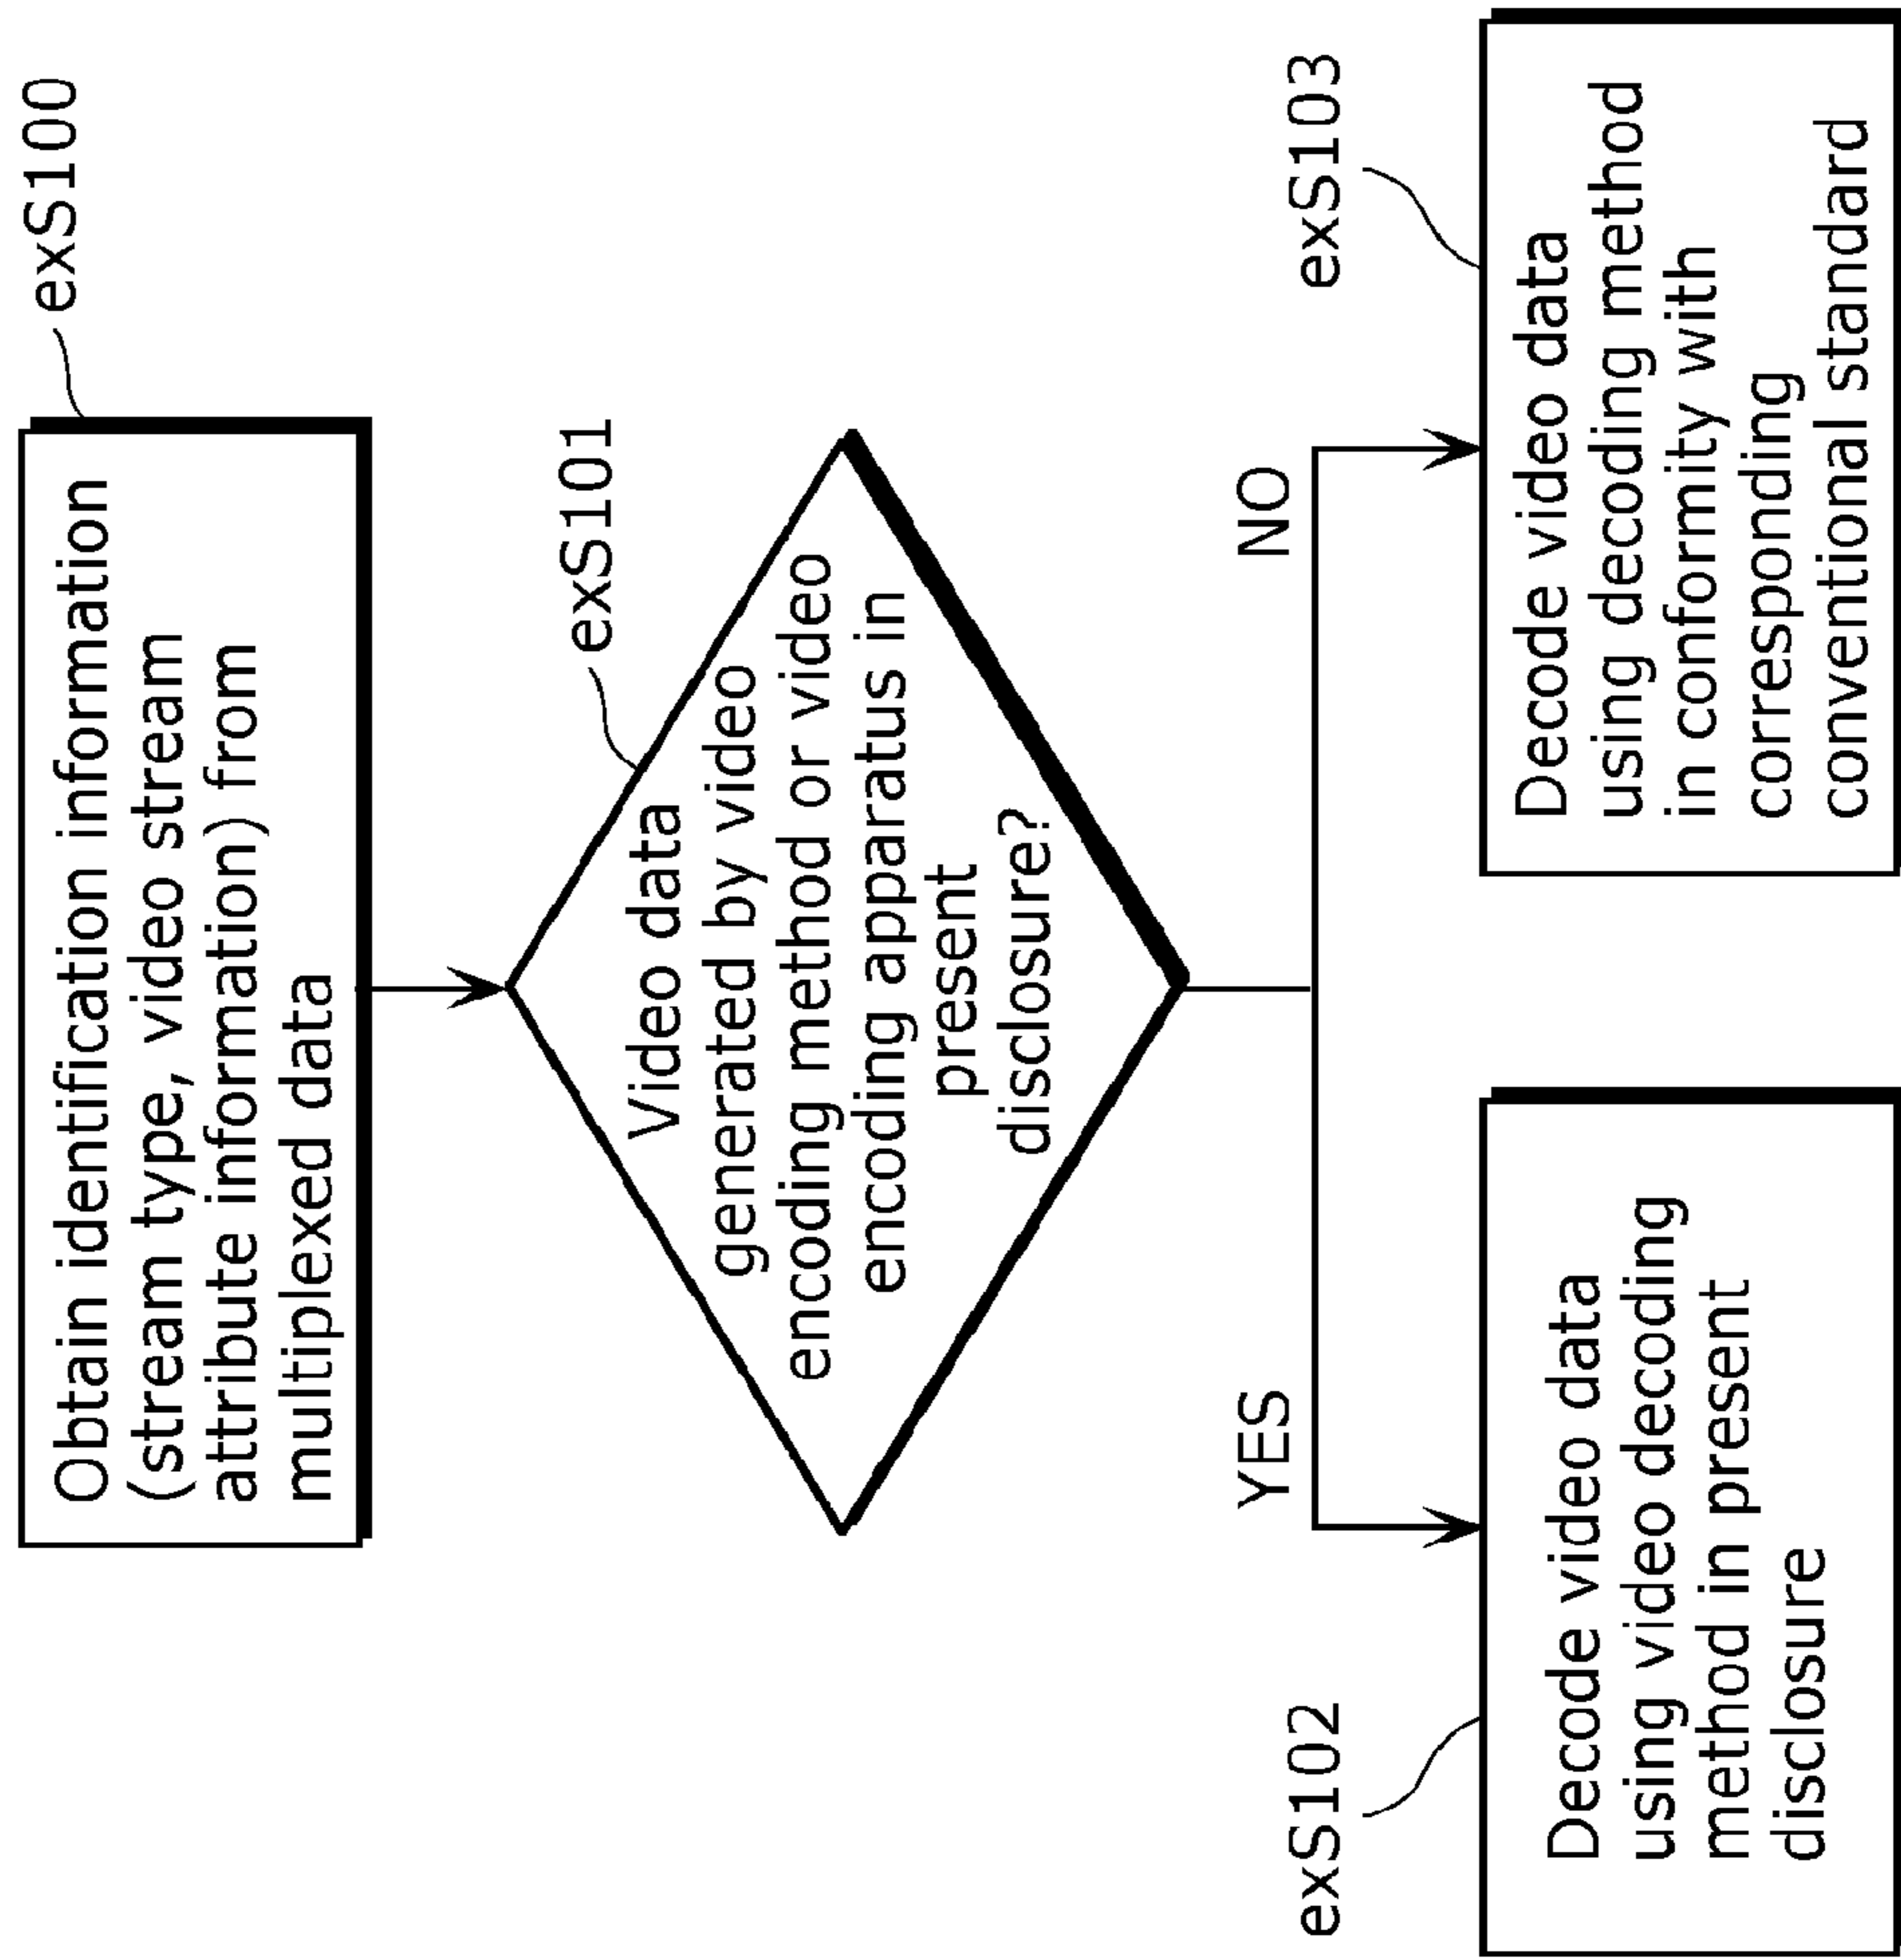 exS100
Obtain identification information
(stream type, video stream
attribute information) from
multiplexed data
exS101
Video data
generated by video
encoding method or video
encoding apparatus in
present
disclosure?
YES
NO
exS102
exS103
Decode video data
using video decoding
method in present
disclosure
Decode video data
using decoding method
in conformity with
corresponding
conventional standard